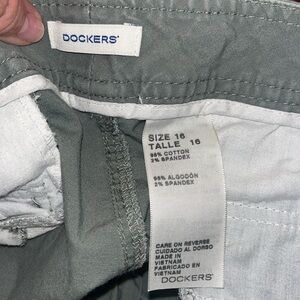 DOCKERS®
SIZE 16
TALLE 16
98% COTTON
2% SPANDEX
98% ALGODÓN
2% SPANDEX
CARE ON REVERSE
CUIDADO AL DORSO
MADE IN
VIETNAM
FABRICADO EN
VIETNAM
DOCKERS®